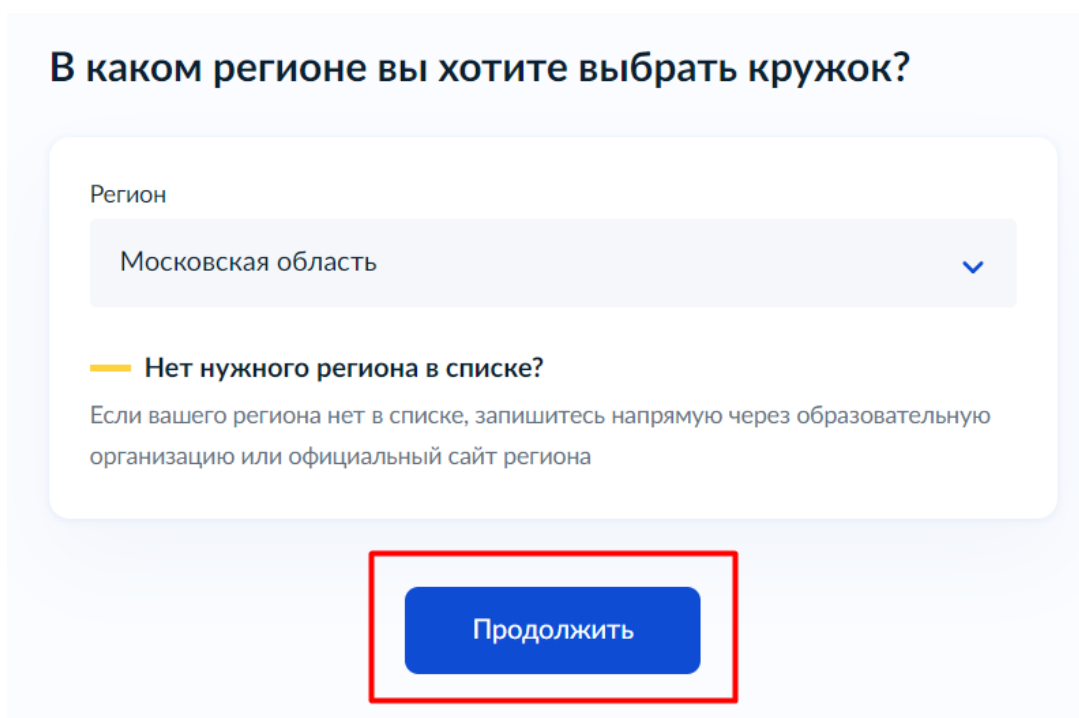 В каком регионе вы хотите выбрать кружок?
Регион
Московская область
Нет нужного региона в списке?
Если вашего региона нет в списке, запишитесь напрямую через образовательную
организацию или официальный сайт региона
Продолжить